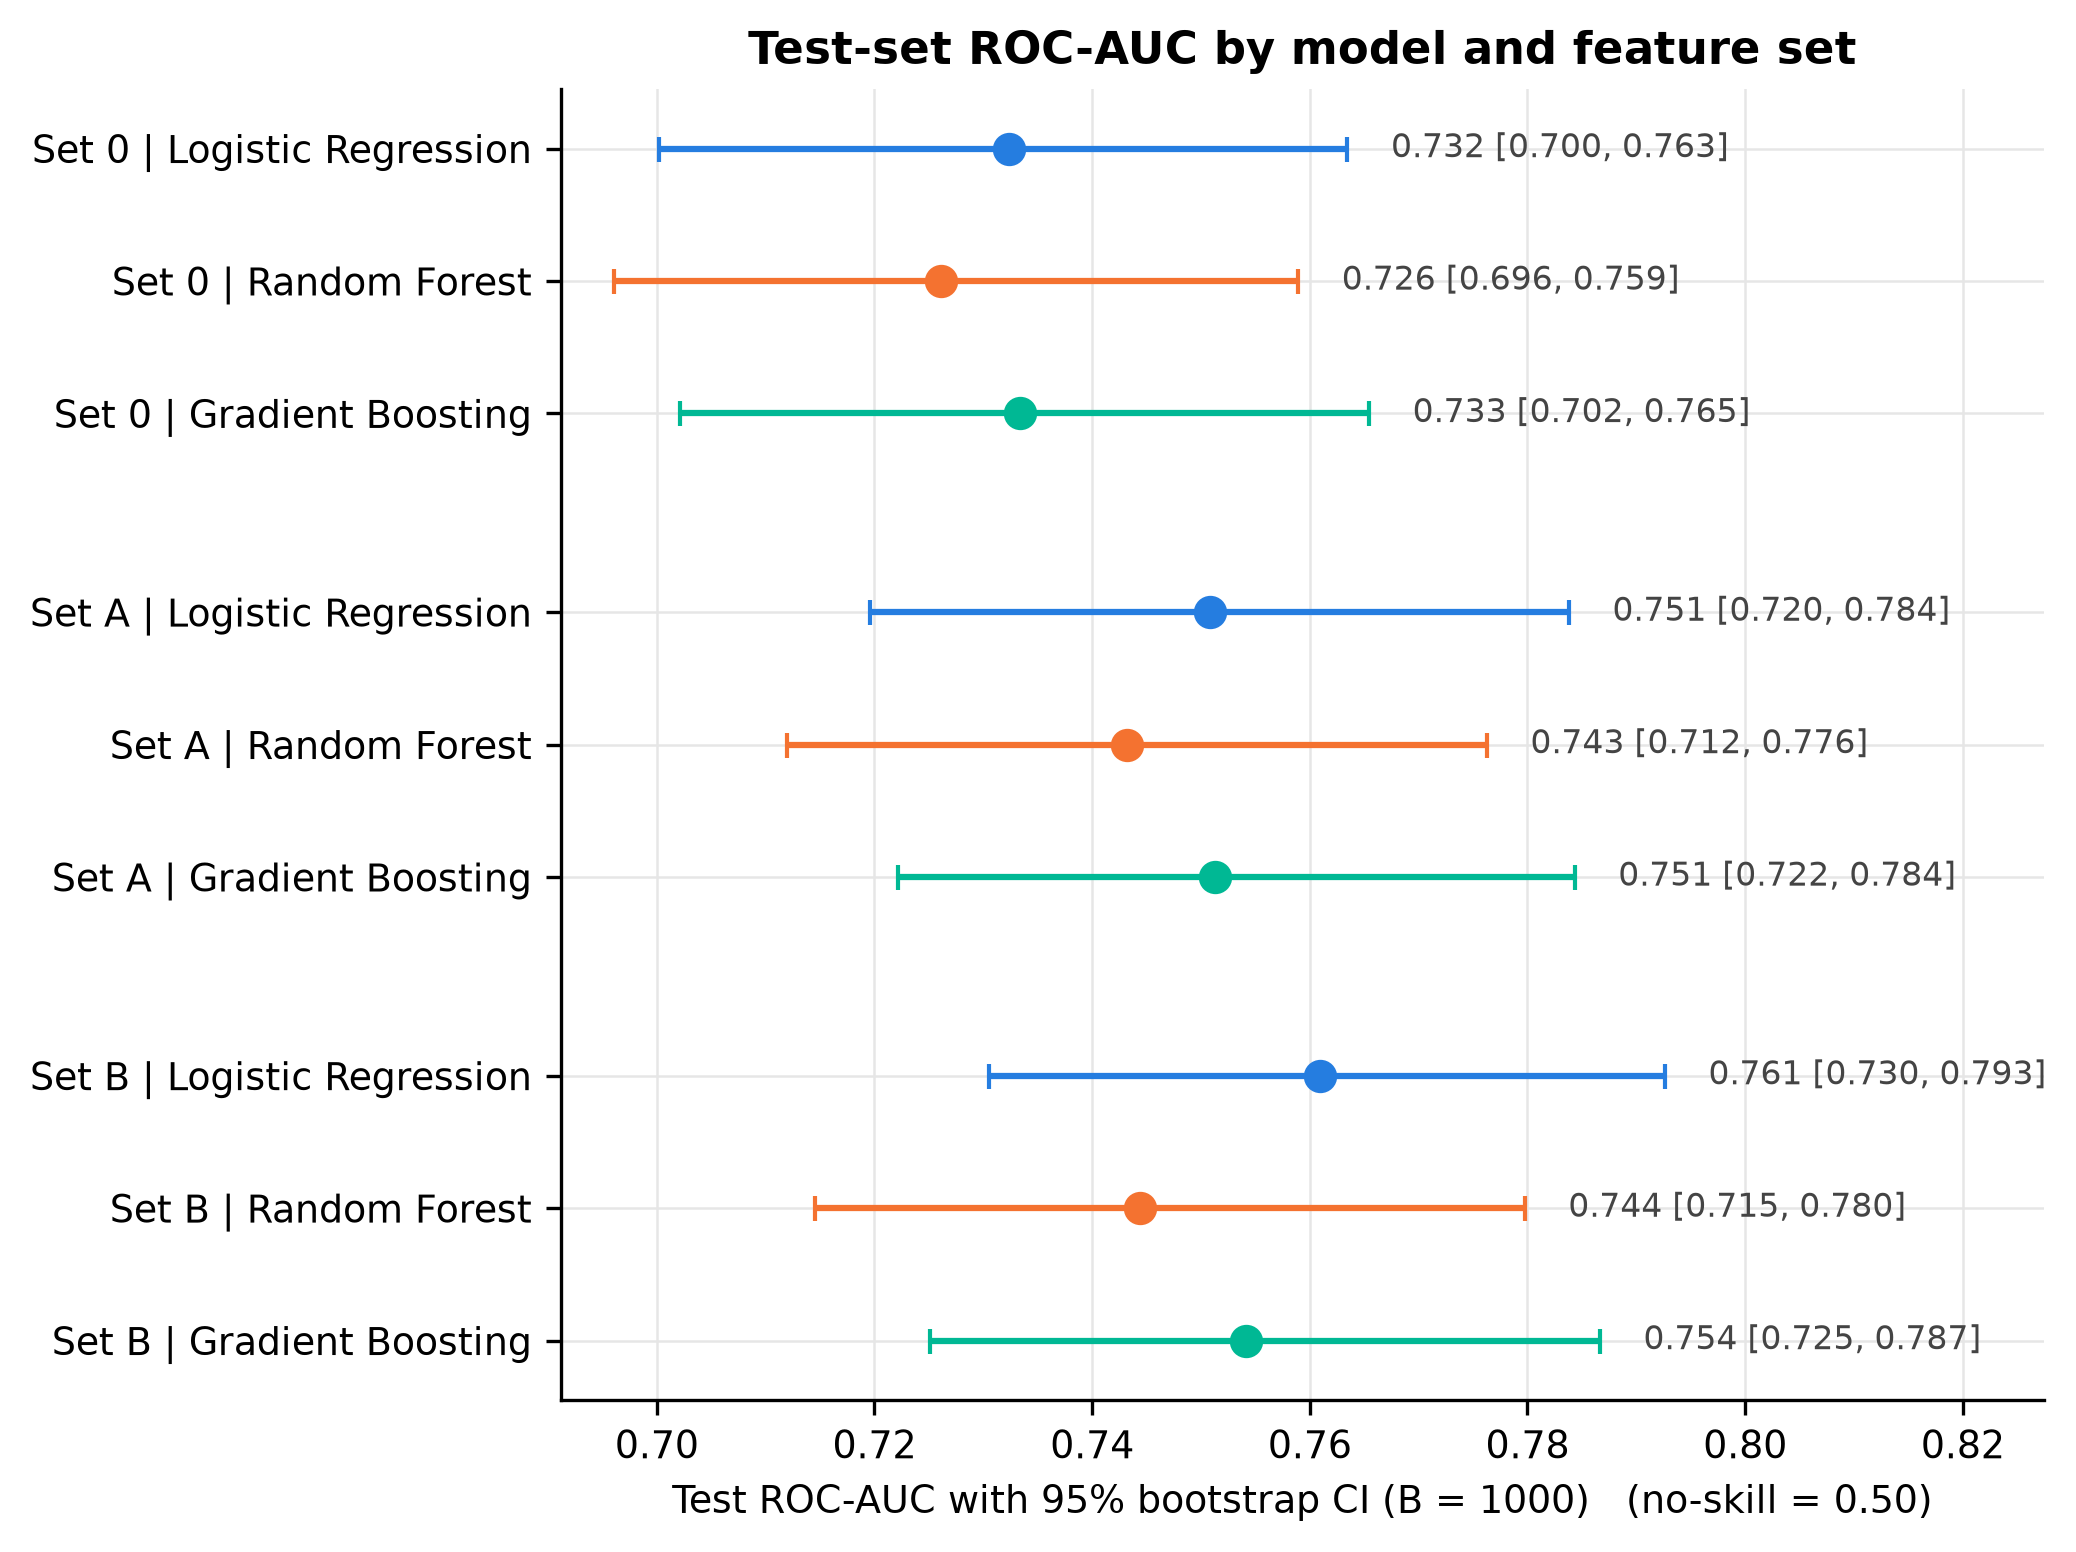 Test-set ROC-AUC by model and feature set
Set 0 | Logistic Regression
0.732 [0.700, 0.763]
Set 0 | Random Forest
0.726 [0.696, 0.759]
Set 0 | Gradient Boosting
0.733 [0.702, 0.765]
Set A | Logistic Regression
0.751 [0.720, 0.784]
Set A | Random Forest
0.743 [0.712, 0.776]
Set A | Gradient Boosting
0.751 [0.722, 0.784]
Set B | Logistic Regression
0.761 [0.730, 0.793]
Set B | Random Forest
0.744 [0.715, 0.780]
Set B | Gradient Boosting
0.754 [0.725, 0.787]
0.70 0.72 0.74 0.76 0.78 0.80 0.82
Test ROC-AUC with 95% bootstrap CI (B = 1000) (no-skill = 0.50)